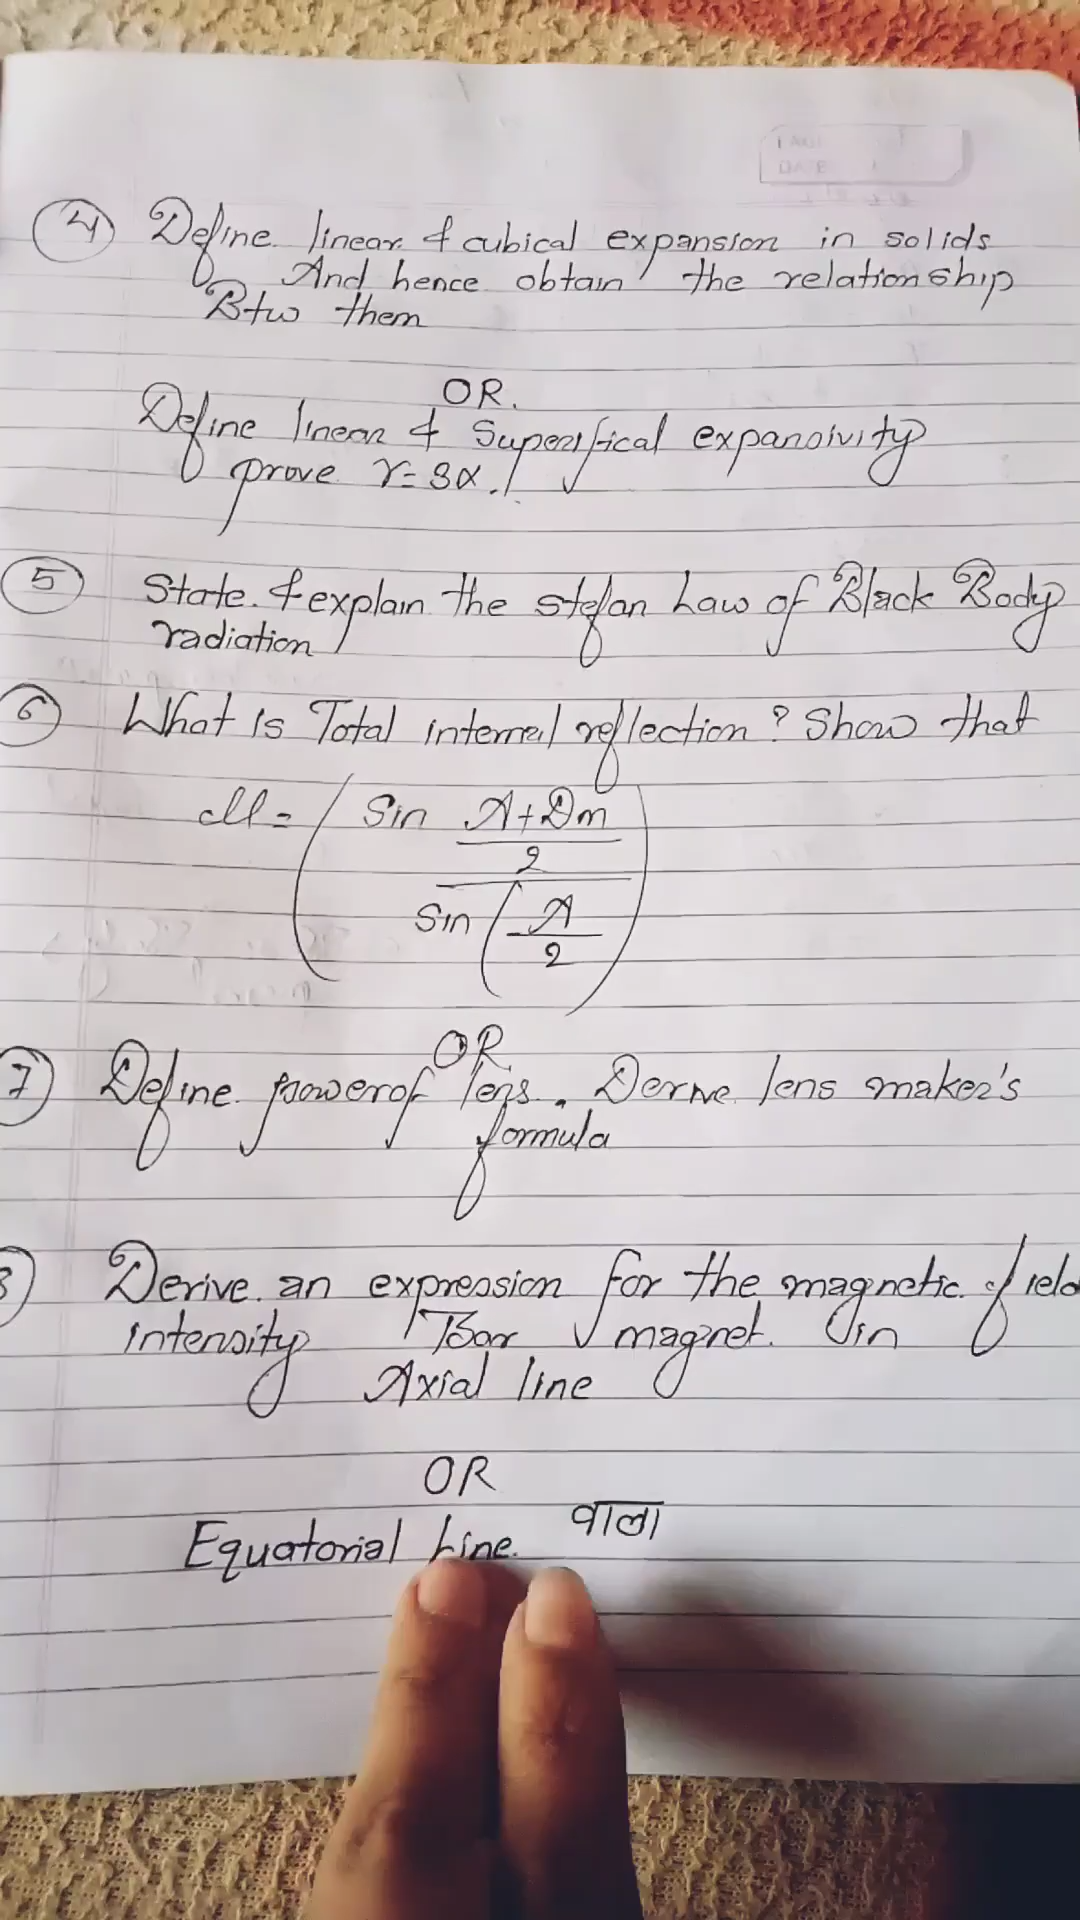 4 Define linear & cubical expansion in solids
And hence obtain the relationship
Btw them
OR.
Define linear & Superifical expansivity
prove γ=3α.
5 State & explain the stefan Law of Black Body
radiation
6 What is Total internal reflection? Show that
μ = ( Sin A+Dm
2
Sin ( A
2
OR
7 Define power of lens. Derive lens maker's
formula
8 Derive an expression for the magnetic field
intensity Bar magnet. in
Axial line
OR
Equatorial Line. वाला